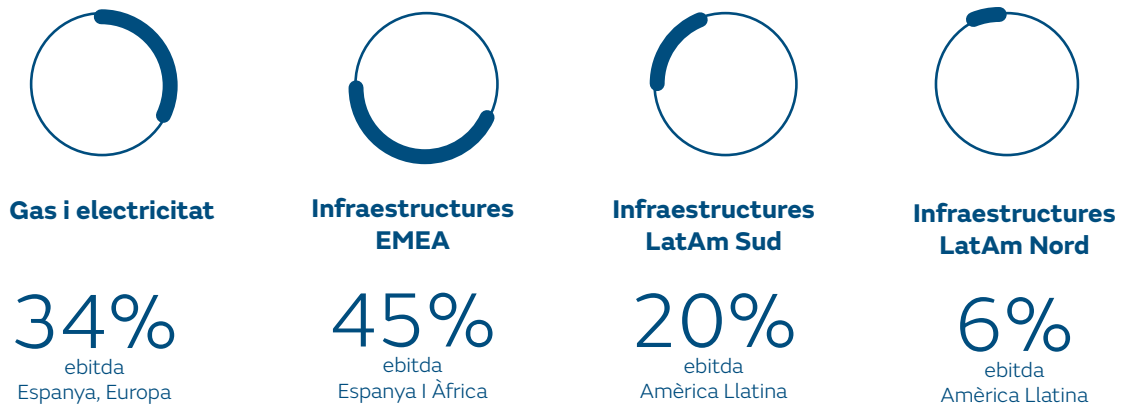 Gas i electricitat
34%
ebitda
Espanya, Europa
Infraestructures
EMEA
45%
ebitda
Espanya I Àfrica
Infraestructures
LatAm Sud
20%
ebitda
Amèrica Llatina
Infraestructures
LatAm Nord
6%
ebitda
Amèrica Llatina